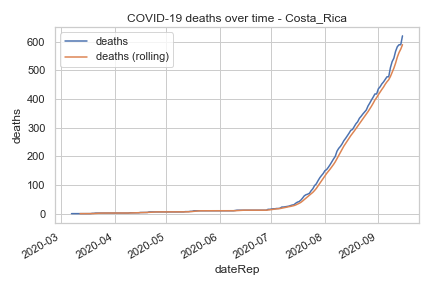 COVID-19 deaths over time - Costa_Rica
deaths
deaths (rolling)
600
500
400
300
200
100
0
deaths
2020-03
2020-04
2020-05
2020-06
2020-07
2020-08
2020-09
dateRep